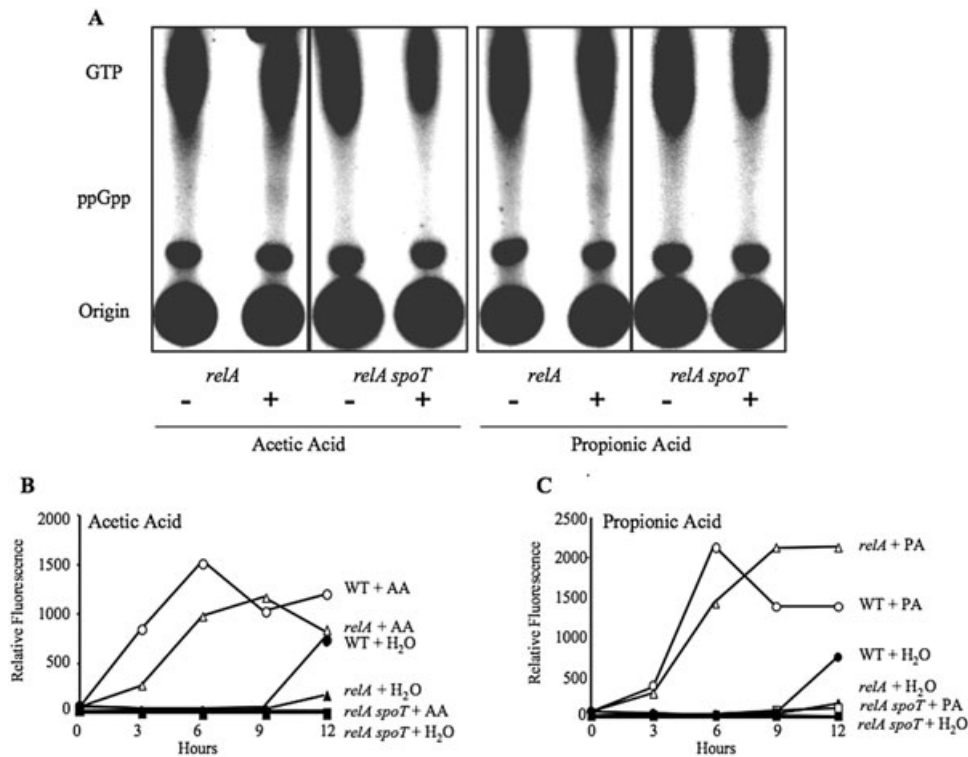 A
GTP
ppGpp
Origin
relA relA spoT relA relA spoT
- + - + - + - +
Acetic Acid Propionic Acid
B
Acetic Acid
Relative Fluorescence
2000
1500
1000
500
0
0 3 6 9 12
Hours
WT + AA
relA + AA
WT + H2O
relA + H2O
relA spoT + AA
relA spoT + H2O
C
Propionic Acid
Relative Fluorescence
2500
2000
1500
1000
500
0
0 3 6 9 12
Hours
relA + PA
WT + PA
WT + H2O
relA + H2O
relA spoT + PA
relA spoT + H2O